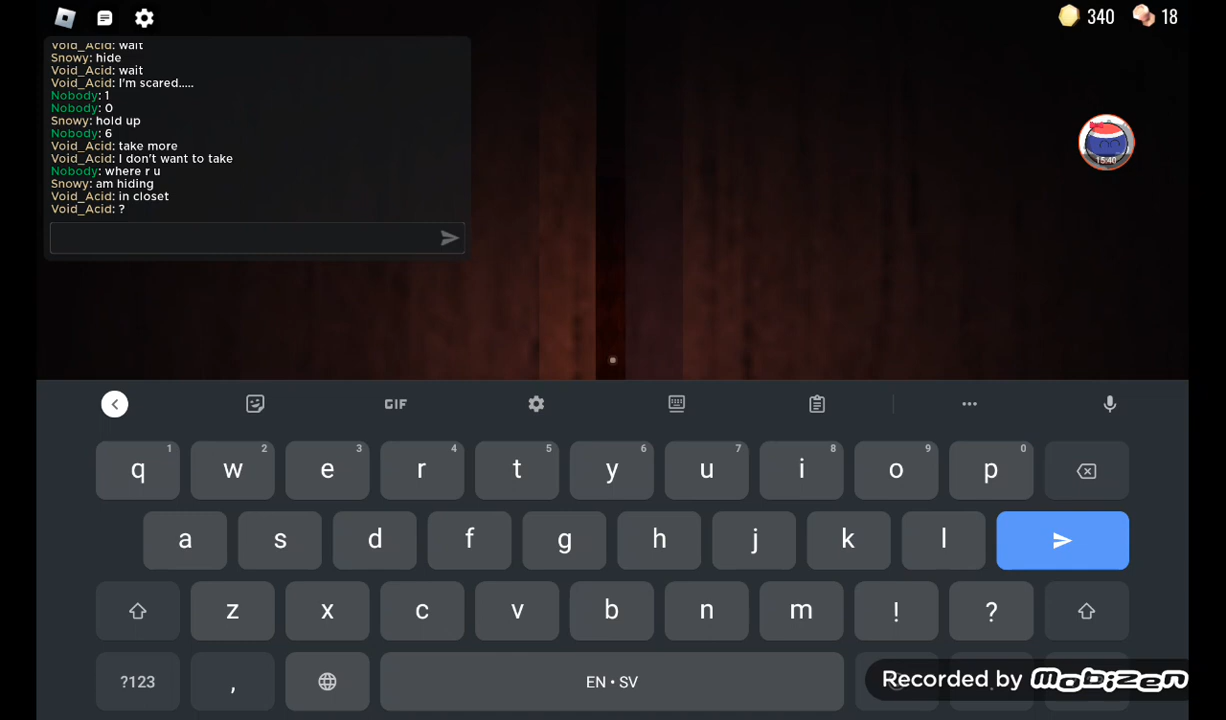 340 18
Void_Acid: wait
Snowy: hide
Void_Acid: wait
Void_Acid: I'm scared.....
Nobody: 1
Nobody: 0
Snowy: hold up
Nobody: 6
Void_Acid: take more
Void_Acid: I don't want to take
Nobody: where r u
Snowy: am hiding
Void_Acid: in closet
Void_Acid: ?
15:40
GIF
1 2 3 4 5 6 7 8 9 0
q w e r t y u i o p
a s d f g h j k l
z x c v b n m ! ?
?123 , EN • SV
Recorded by mobizen